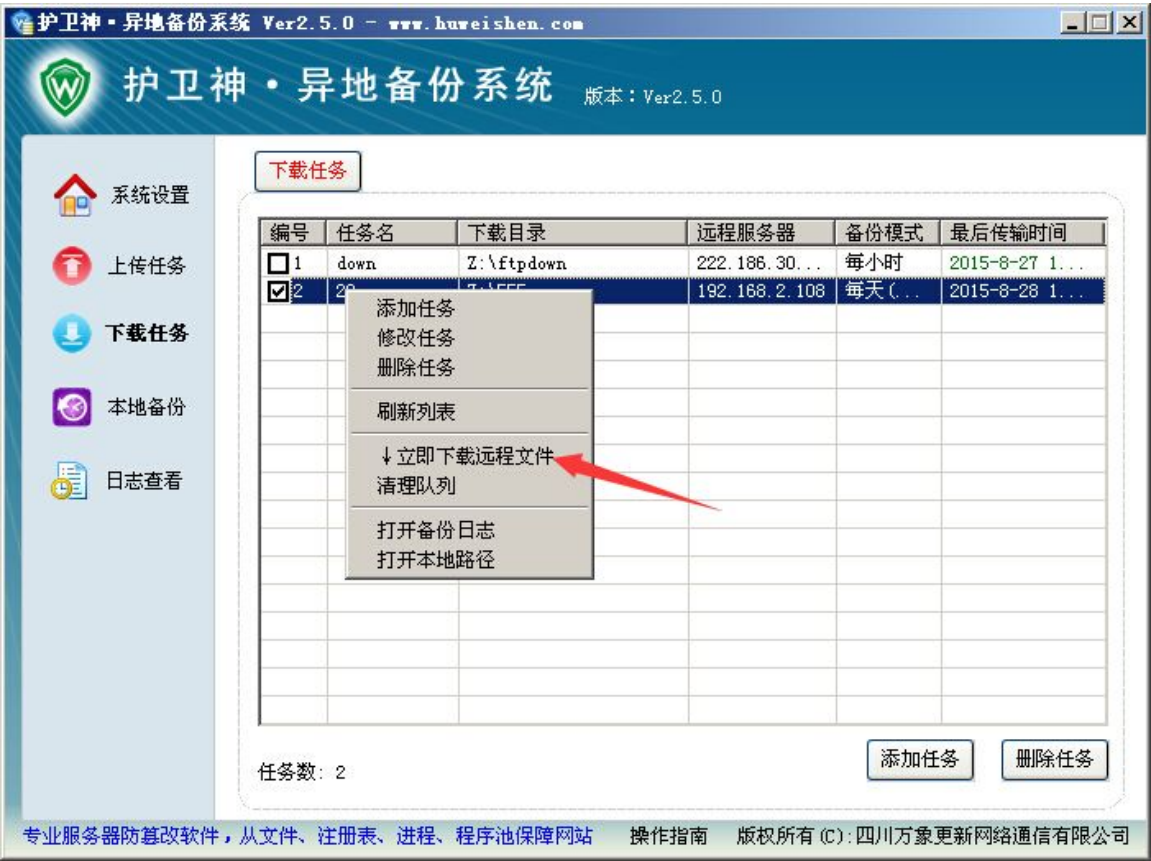 护卫神·异地备份系统 Ver2.5.0 - www.huweishen.com
护卫神·异地备份系统 版本：Ver2.5.0
系统设置
上传任务
下载任务
本地备份
日志查看
下载任务
编号 任务名 下载目录 远程服务器 备份模式 最后传输时间
1 down Z:\ftpdown 222.186.30... 每小时 2015-8-27 1...
2 192.168.2.108 每天(... 2015-8-28 1...
添加任务
修改任务
删除任务
刷新列表
↓立即下载远程文件
清理队列
打开备份日志
打开本地路径
任务数: 2
添加任务 删除任务
专业服务器防篡改软件，从文件、注册表、进程、程序池保障网站 操作指南 版权所有(C):四川万象更新网络通信有限公司